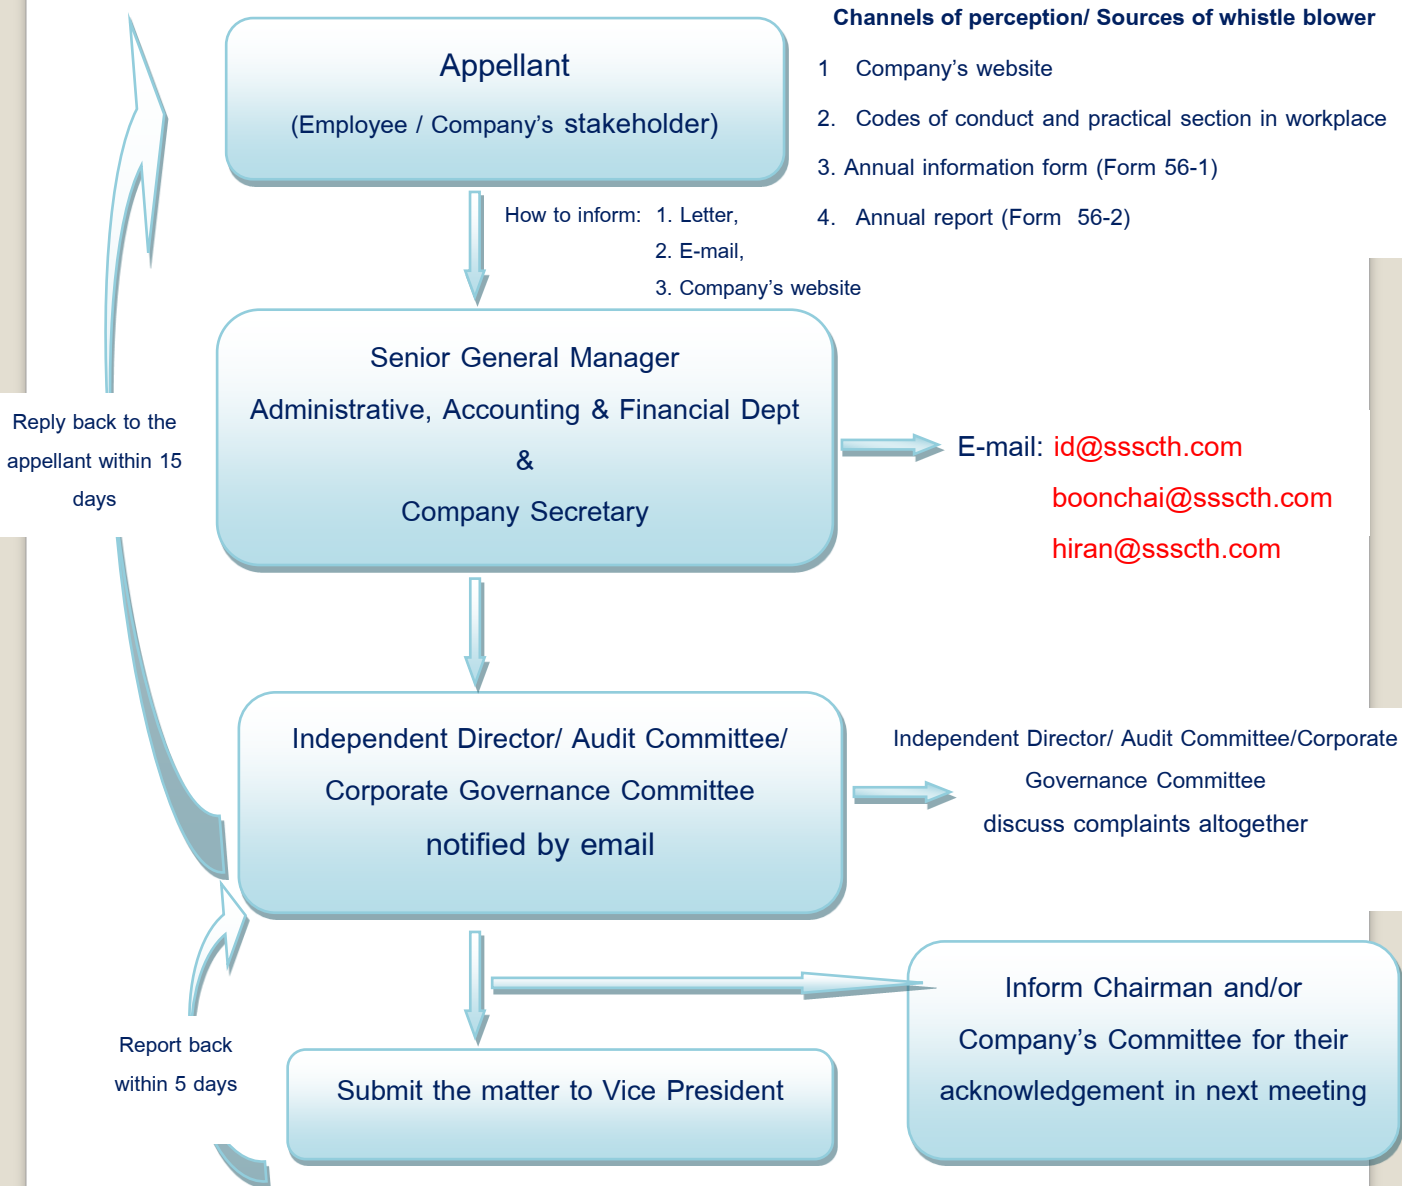 Channels of perception/ Sources of whistle blower
1 Company's website
2. Codes of conduct and practical section in workplace
3. Annual information form (Form 56-1)
4. Annual report (Form 56-2)
Appellant
(Employee / Company's stakeholder)
How to inform: 1. Letter,
2. E-mail,
3. Company's website
Senior General Manager
Administrative, Accounting & Financial Dept
&
Company Secretary
E-mail: id@ssscth.com
boonchai@ssscth.com
hiran@ssscth.com
Reply back to the
appellant within 15
days
Independent Director/ Audit Committee/
Corporate Governance Committee
notified by email
Independent Director/ Audit Committee/Corporate
Governance Committee
discuss complaints altogether
Inform Chairman and/or
Company's Committee for their
acknowledgement in next meeting
Report back
within 5 days
Submit the matter to Vice President